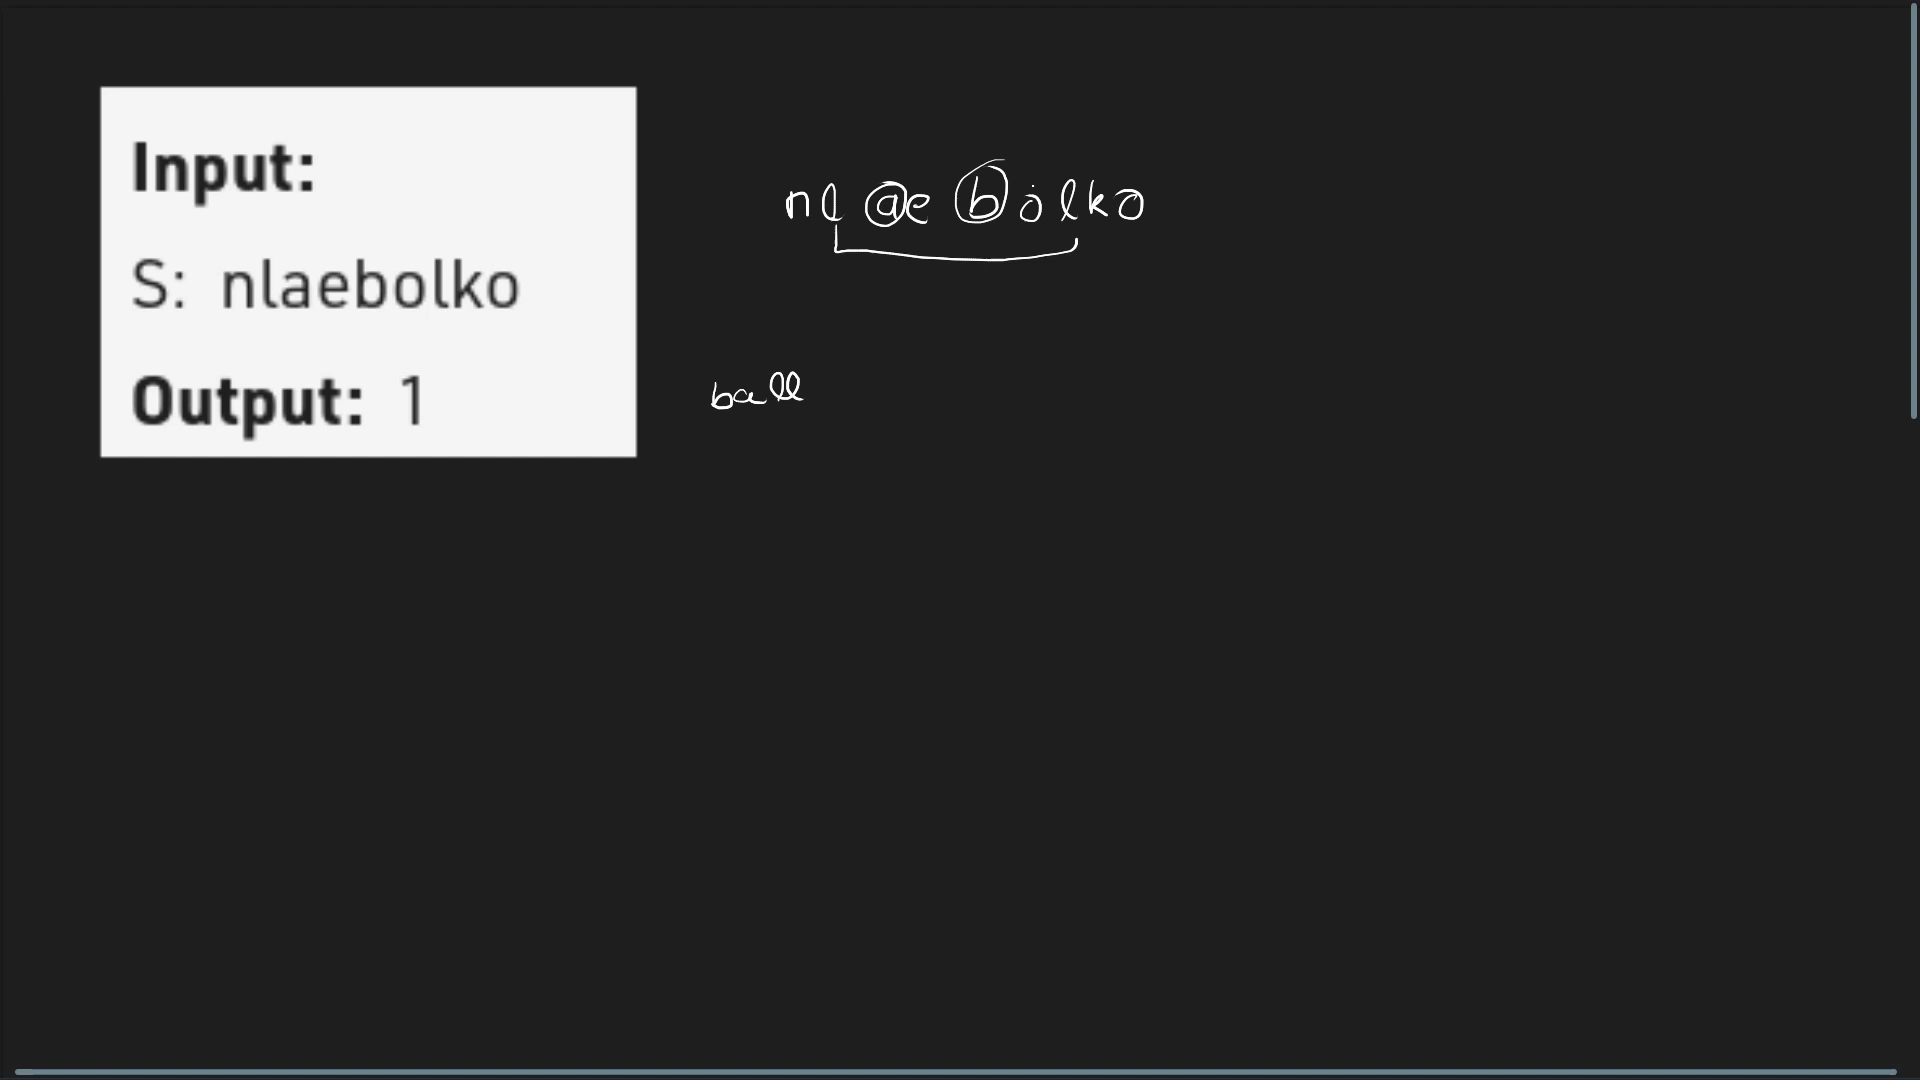 Input:
S: nlaebolko
Output: 1
nlaebolko
ball